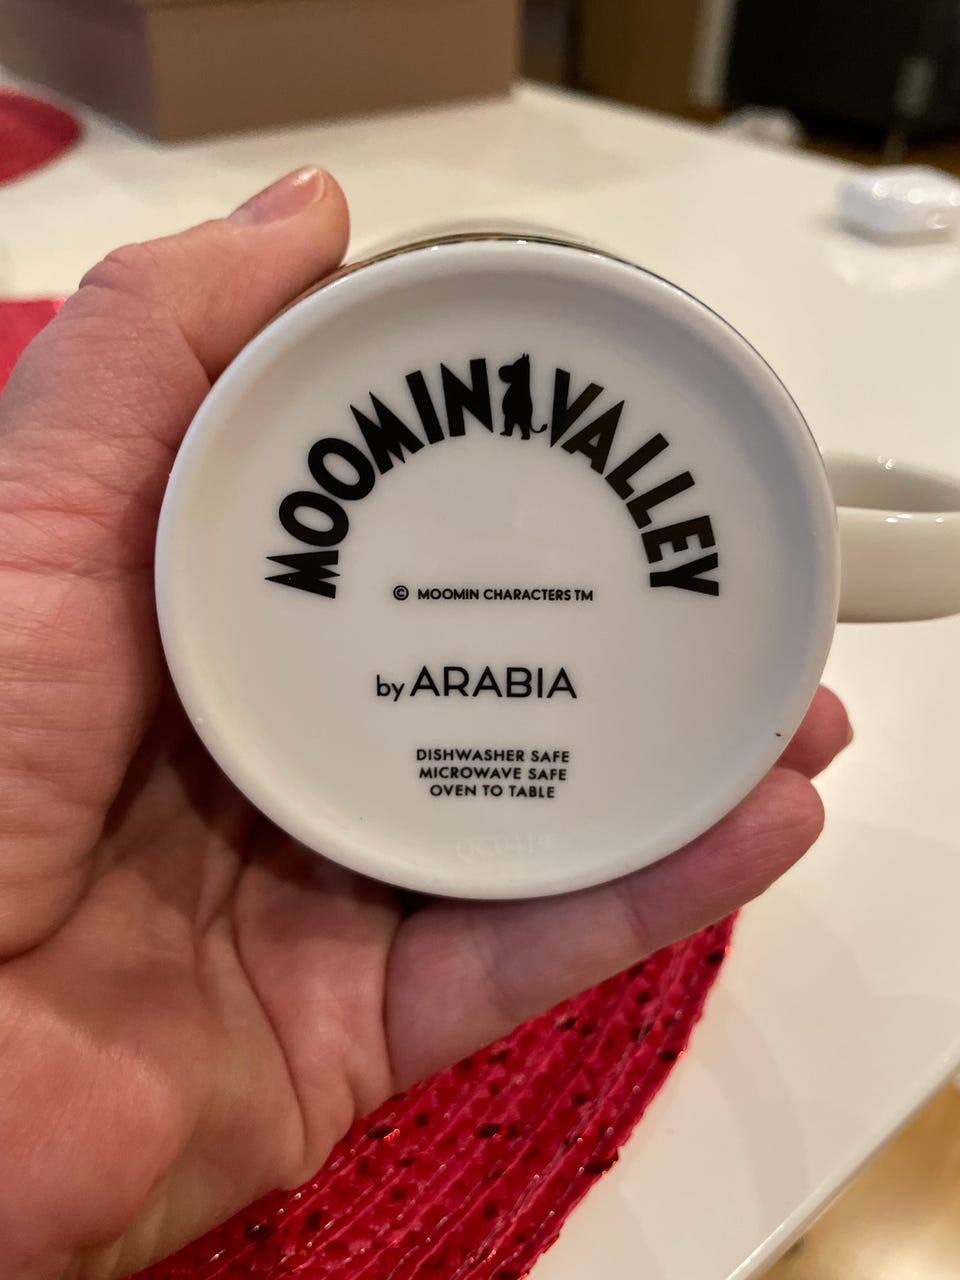 MOOMINVALLEY
© MOOMIN CHARACTERS TM
by ARABIA
DISHWASHER SAFE
MICROWAVE SAFE
OVEN TO TABLE